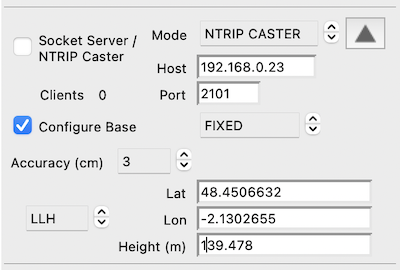 Socket Server / Mode NTRIP CASTER
NTRIP Caster
Host 192.168.0.23
Clients 0 Port 2101
Configure Base FIXED
Accuracy (cm) 3
Lat 48.4506632
LLH Lon -2.1302655
Height (m) 139.478